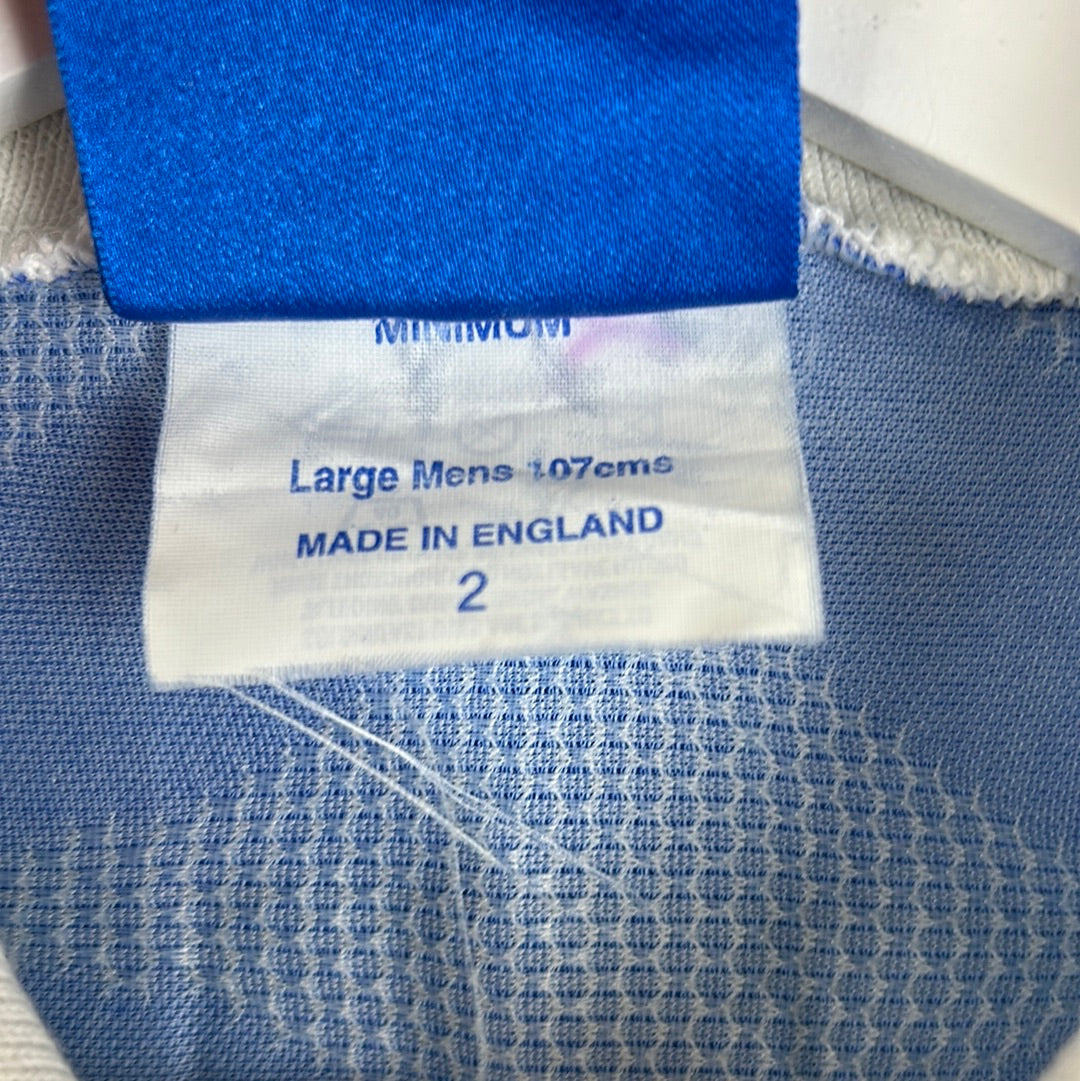 MINIMUM
Large Mens 107cms
MADE IN ENGLAND
2